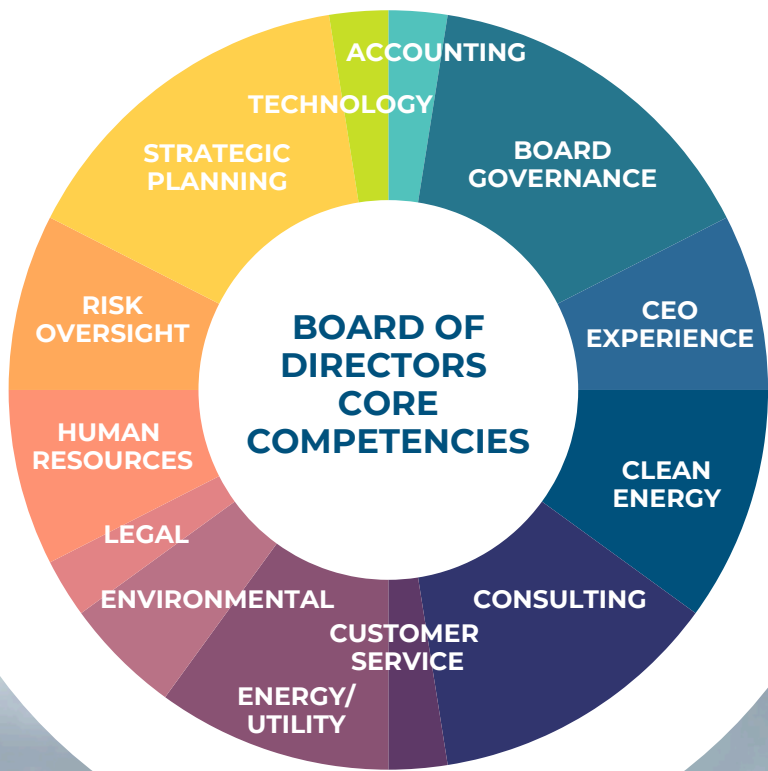 ACCOUNTING
TECHNOLOGY
STRATEGIC
PLANNING
BOARD
GOVERNANCE
RISK
OVERSIGHT
CEO
EXPERIENCE
BOARD OF
DIRECTORS
CORE
COMPETENCIES
HUMAN
RESOURCES
CLEAN
ENERGY
LEGAL
ENVIRONMENTAL
CONSULTING
CUSTOMER
SERVICE
ENERGY/
UTILITY